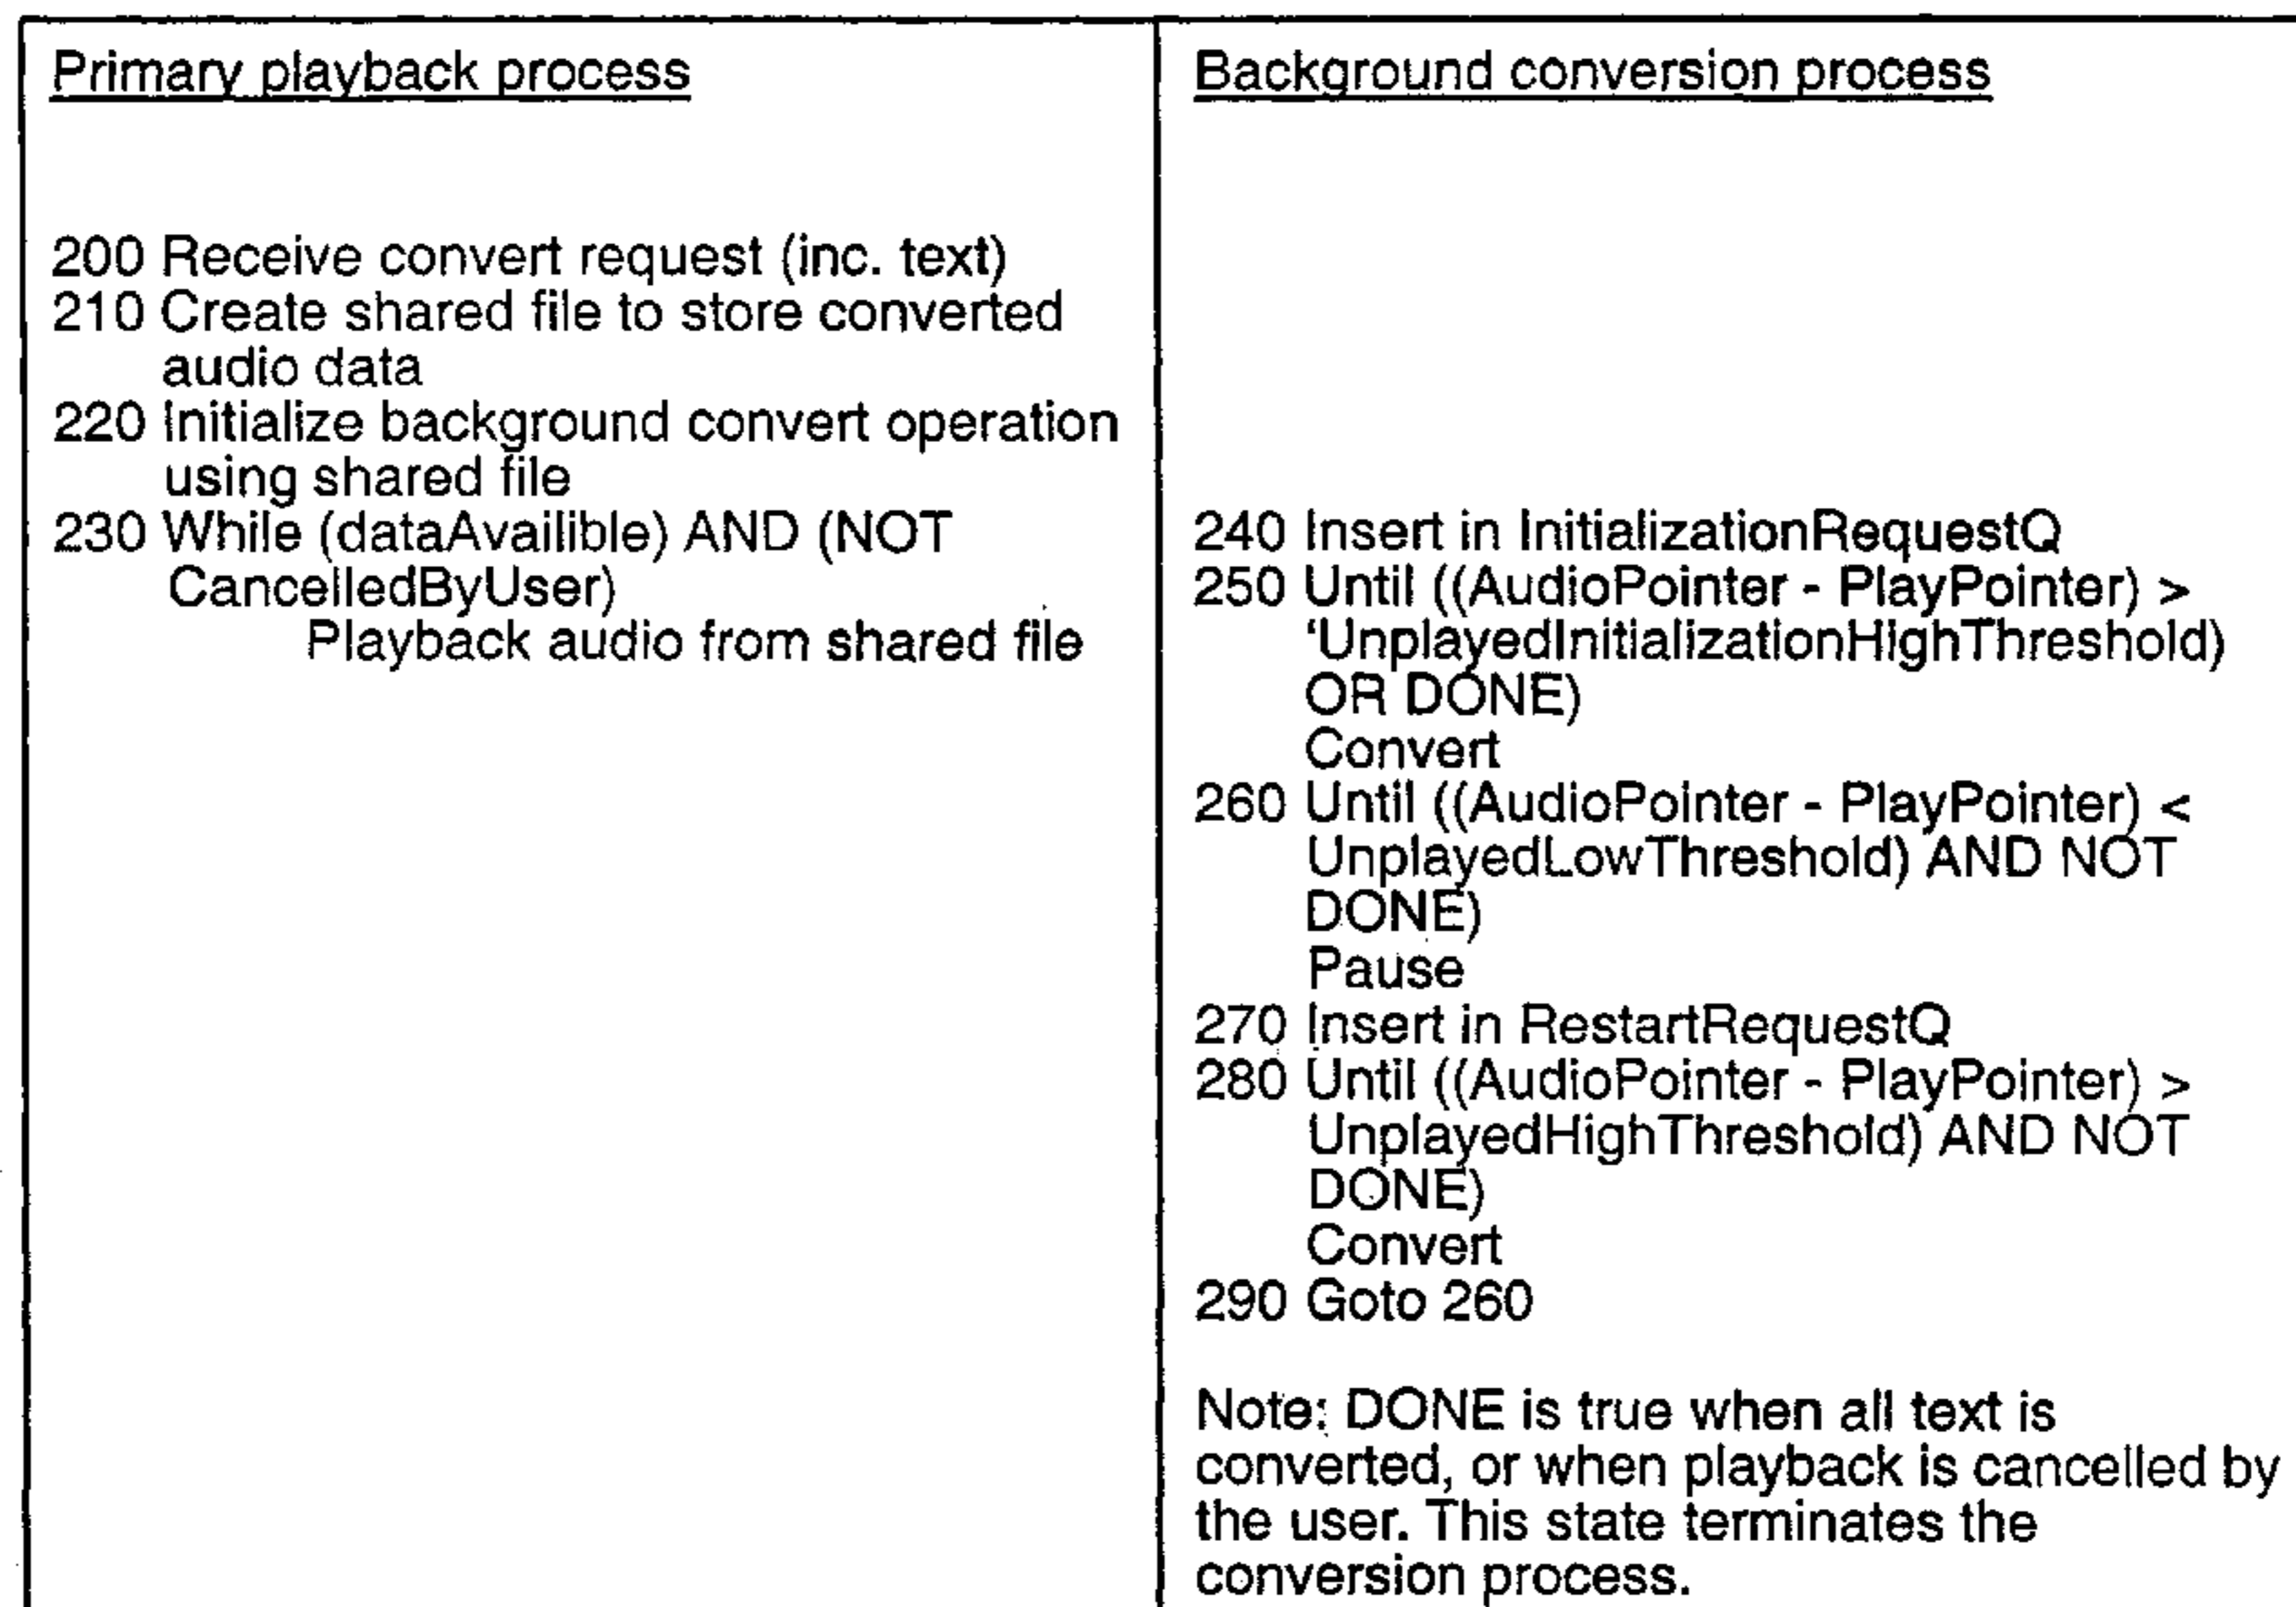 Primary playback process
200 Receive convert request (inc. text)
210 Create shared file to store converted
audio data
220 Initialize background convert operation
using shared file
230 While (dataAvailible) AND (NOT
CancelledByUser)
Playback audio from shared file
Background conversion process
240 Insert in InitializationRequestQ
250 Until ((AudioPointer - PlayPointer) >
‘UnplayedInitializationHighThreshold)
OR DONE)
Convert
260 Until ((AudioPointer - PlayPointer) <
UnplayedLowThreshold) AND NOT
DONE)
Pause
270 Insert in RestartRequestQ
280 Until ((AudioPointer - PlayPointer) >
UnplayedHighThreshold) AND NOT
DONE)
Convert
290 Goto 260
Note: DONE is true when all text is
converted, or when playback is cancelled by
the user. This state terminates the
conversion process.